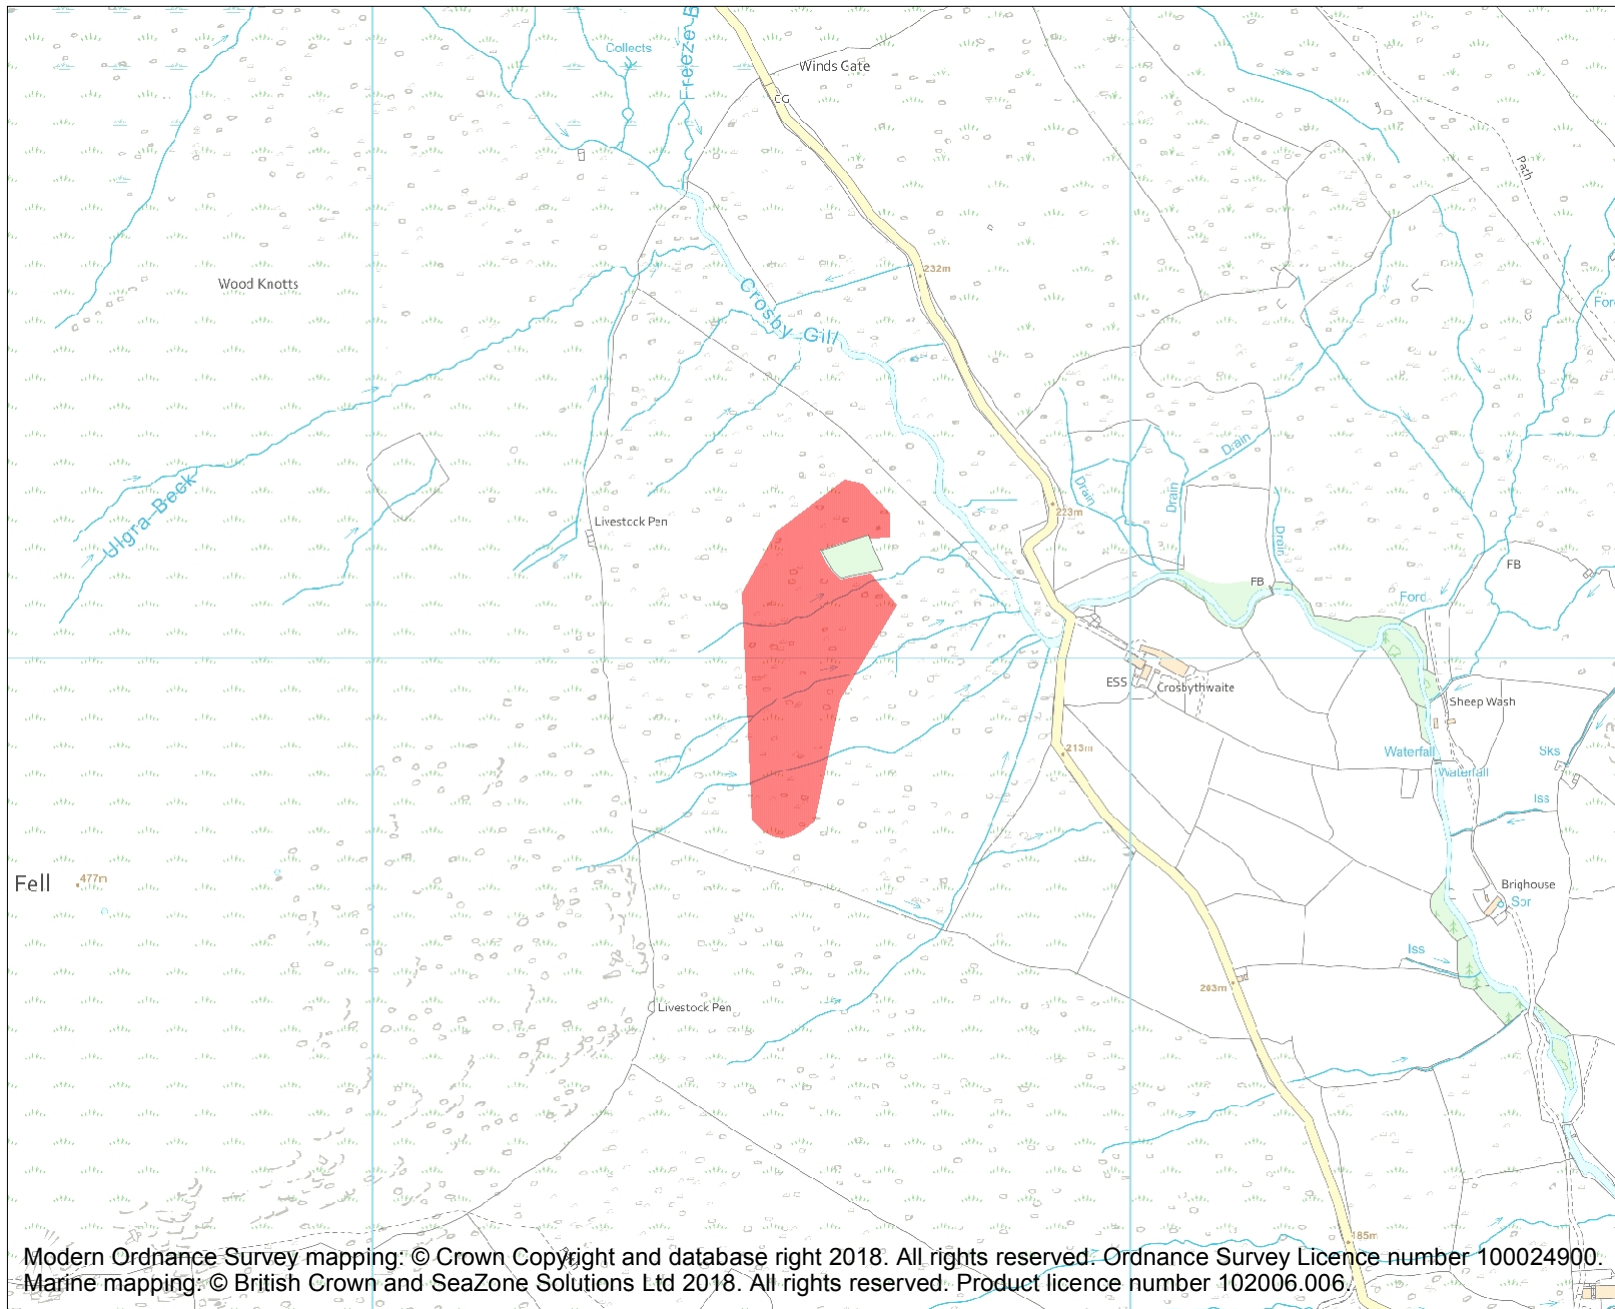 Collects
Freeze B
Winds Gate
CG
Path
Wood Knotts
232m
Crosby Gill
Ulgra Beck
Livestock Pen
223m
Drain
Drain
Drain
Drain
FB
FB
Ford
ESS
Crosbythwaite
Sheep Wash
213m
Waterfall
Waterfall
Sks
Iss
Fell
477m
Brighouse
Spr
Iss
203m
Livestock Pen
185m
Modern Ordnance Survey mapping: © Crown Copyright and database right 2018. All rights reserved. Ordnance Survey Licence number 100024900.
Marine mapping: © British Crown and SeaZone Solutions Ltd 2018. All rights reserved. Product licence number 102006.006.